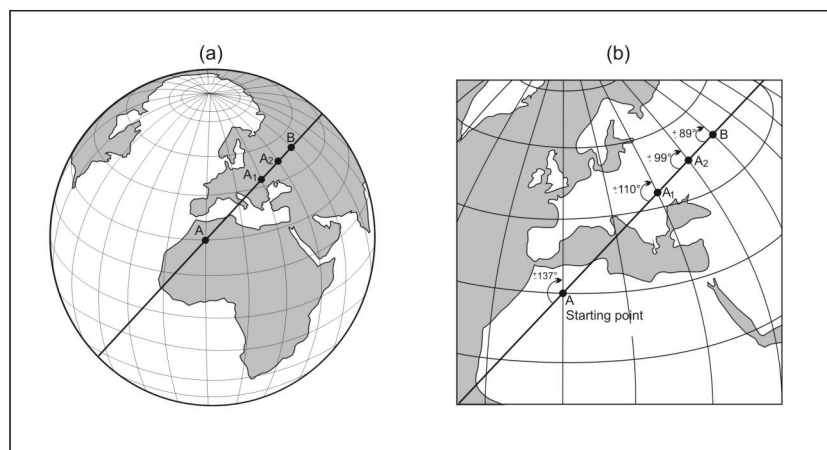 (a)
(b)
B
A2
A1
A
± 89°
B
± 99°
A2
±110°
A1
±137°
A
Starting point